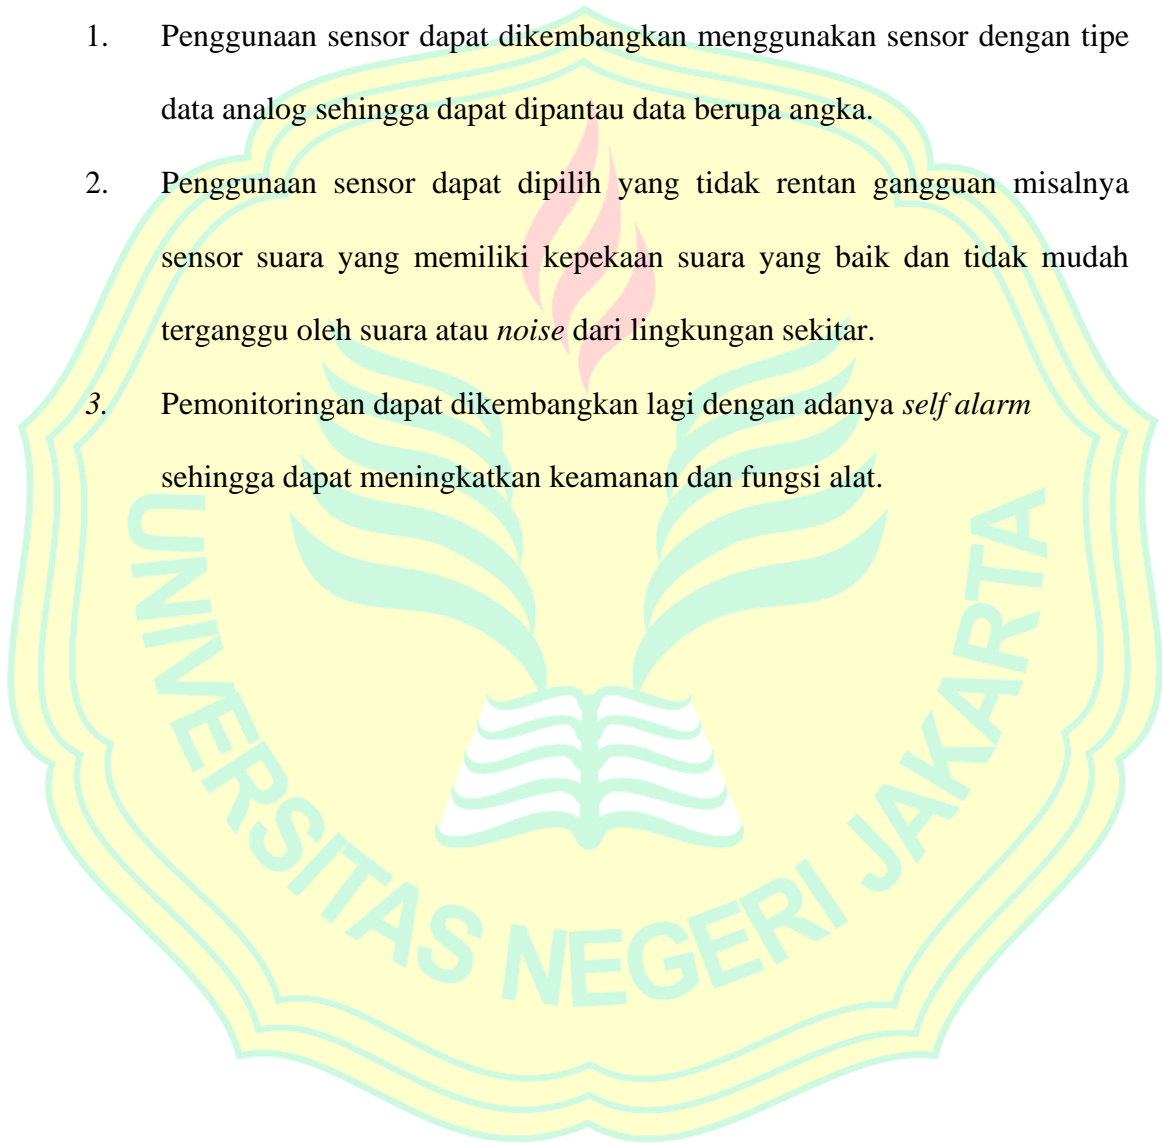 1. Penggunaan sensor dapat dikembangkan menggunakan sensor dengan tipe
data analog sehingga dapat dipantau data berupa angka.
2. Penggunaan sensor dapat dipilih yang tidak rentan gangguan misalnya
sensor suara yang memiliki kepekaan suara yang baik dan tidak mudah
terganggu oleh suara atau noise dari lingkungan sekitar.
3. Pemonitoringan dapat dikembangkan lagi dengan adanya self alarm
sehingga dapat meningkatkan keamanan dan fungsi alat.
UNIVERSITAS NEGERI JAKARTA